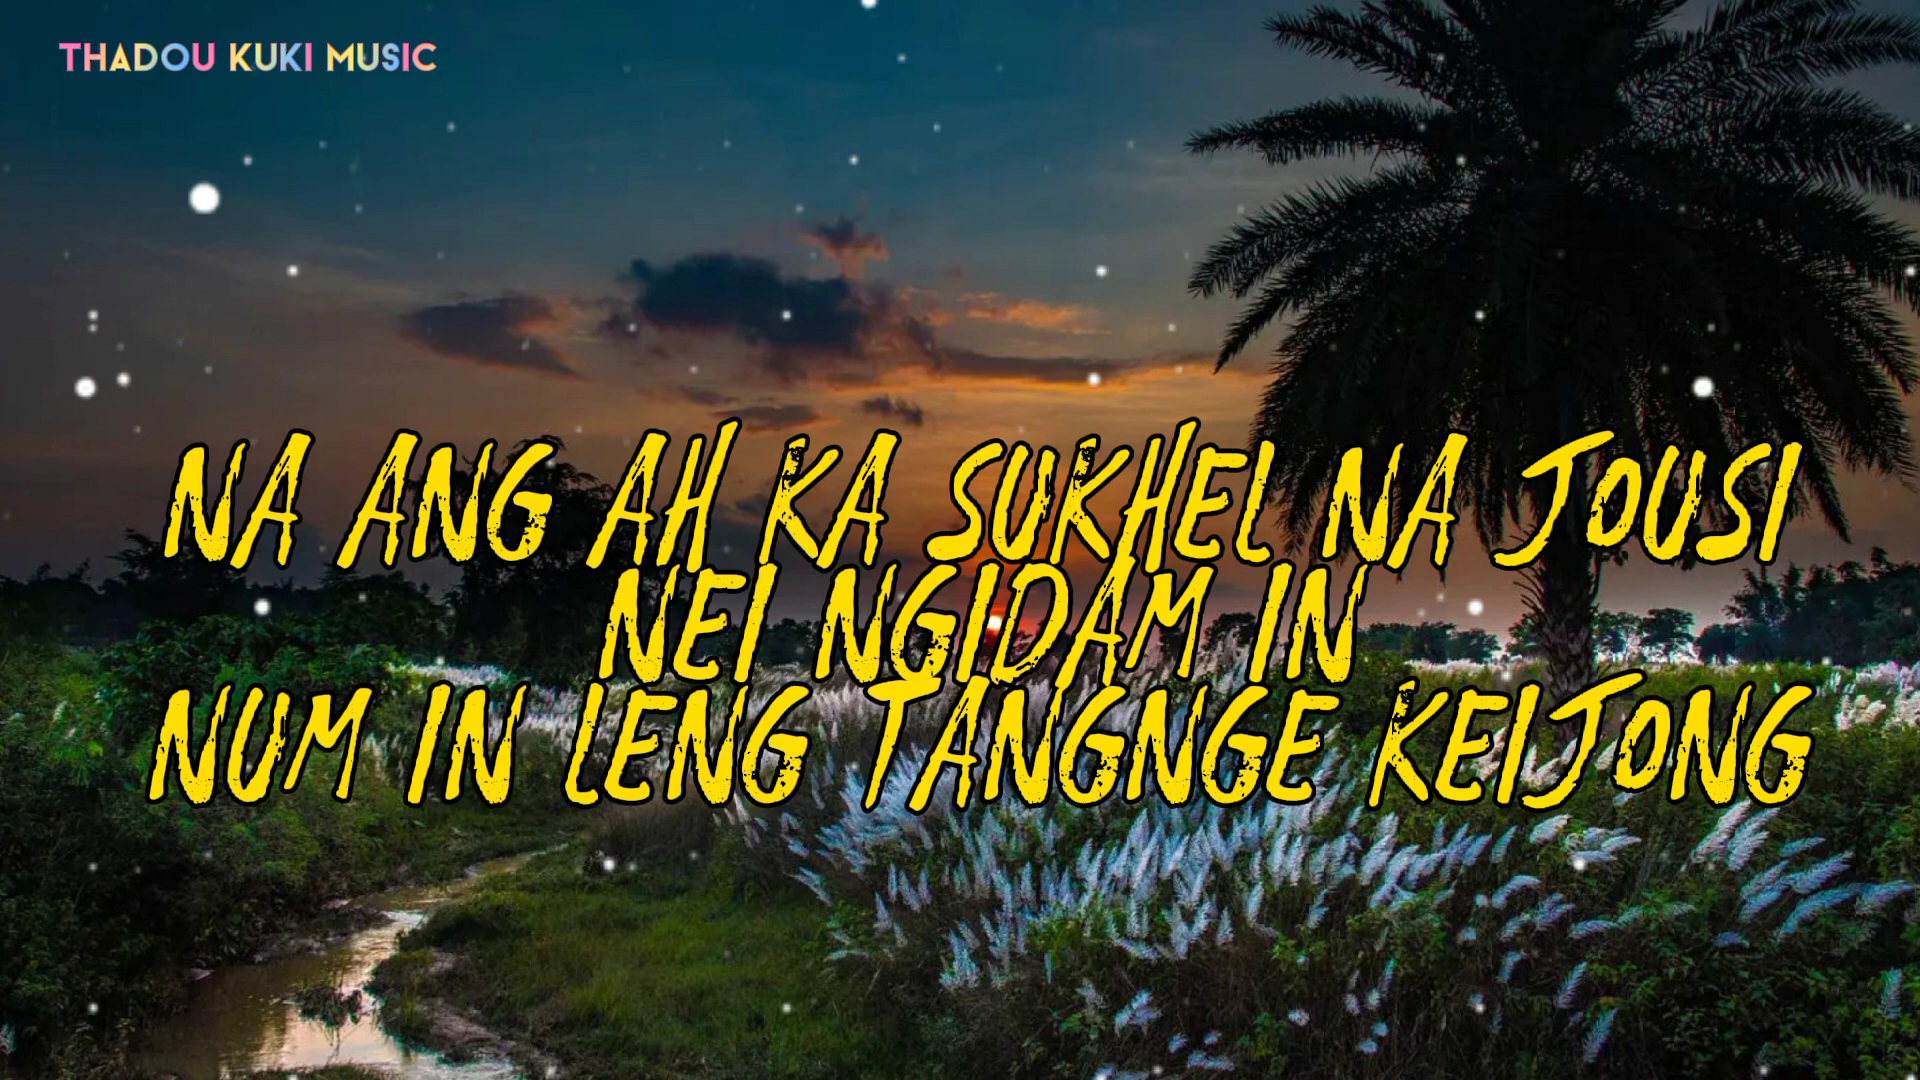 THADOU KUKI MUSIC
NA ANG AH KA SUKHEL NA JOUSI
NEI NGIDAM IN
NUM IN LENG TANGNGE KEIJONG